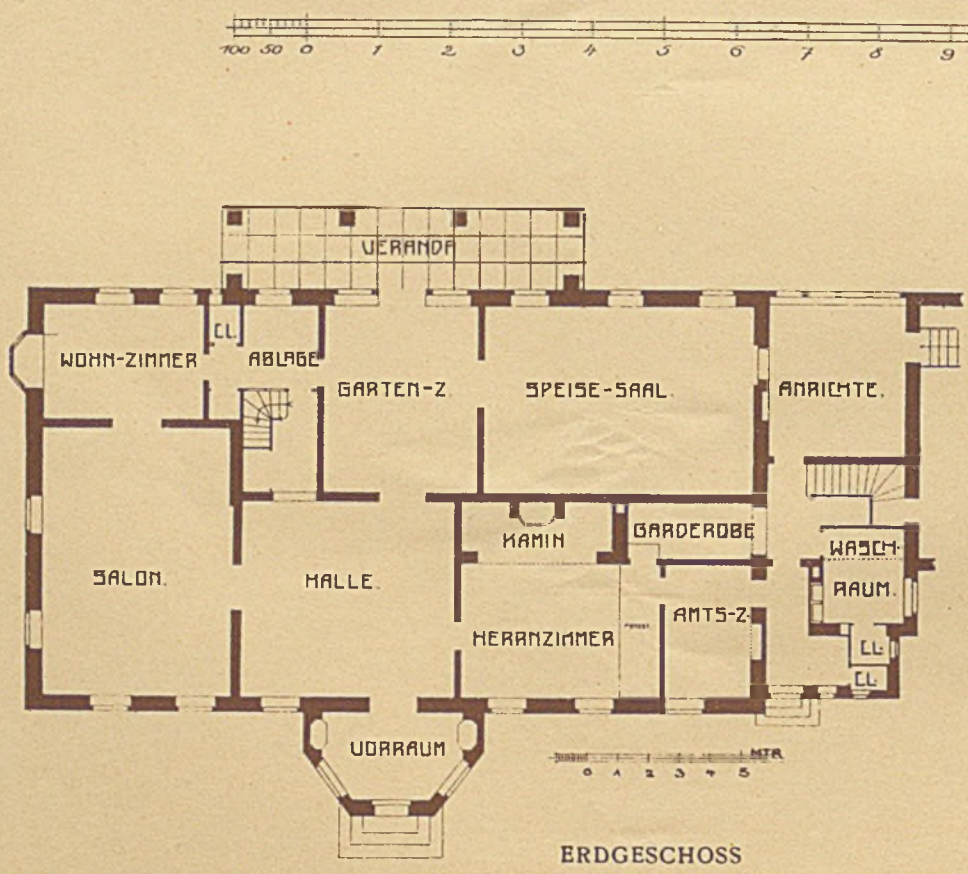 100 50 0 1 2 3 4 5 6 7 8 9
VERANDA
CL.
WOHN-ZIMMER
ABLAGE
GARTEN-Z.
SPEISE-SAAL.
ANRICHTE.
KAMIN
GARDEROBE
WASCH-
RAUM.
SALON.
HALLE.
HERRNZIMMER
AMTS-Z.
CL.
CL.
VORRAUM
MTR
0 1 2 3 4 5
ERDGESCHOSS